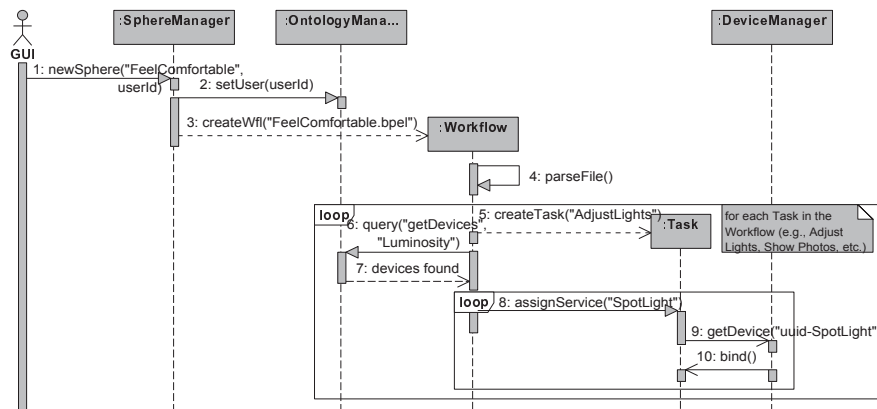 :SphereManager
:OntologyMana...
:DeviceManager
GUI
1: newSphere("FeelComfortable",
userId)
2: setUser(userId)
3: createWfl("FeelComfortable.bpel")
:Workflow
4: parseFile()
loop
5: createTask("AdjustLights")
:Task
for each Task in the
Workflow (e.g., Adjust
Lights, Show Photos, etc.)
6: query("getDevices",
"Luminosity")
7: devices found
loop
8: assignService("SpotLight")
9: getDevice("uuid-SpotLight"
10: bind()